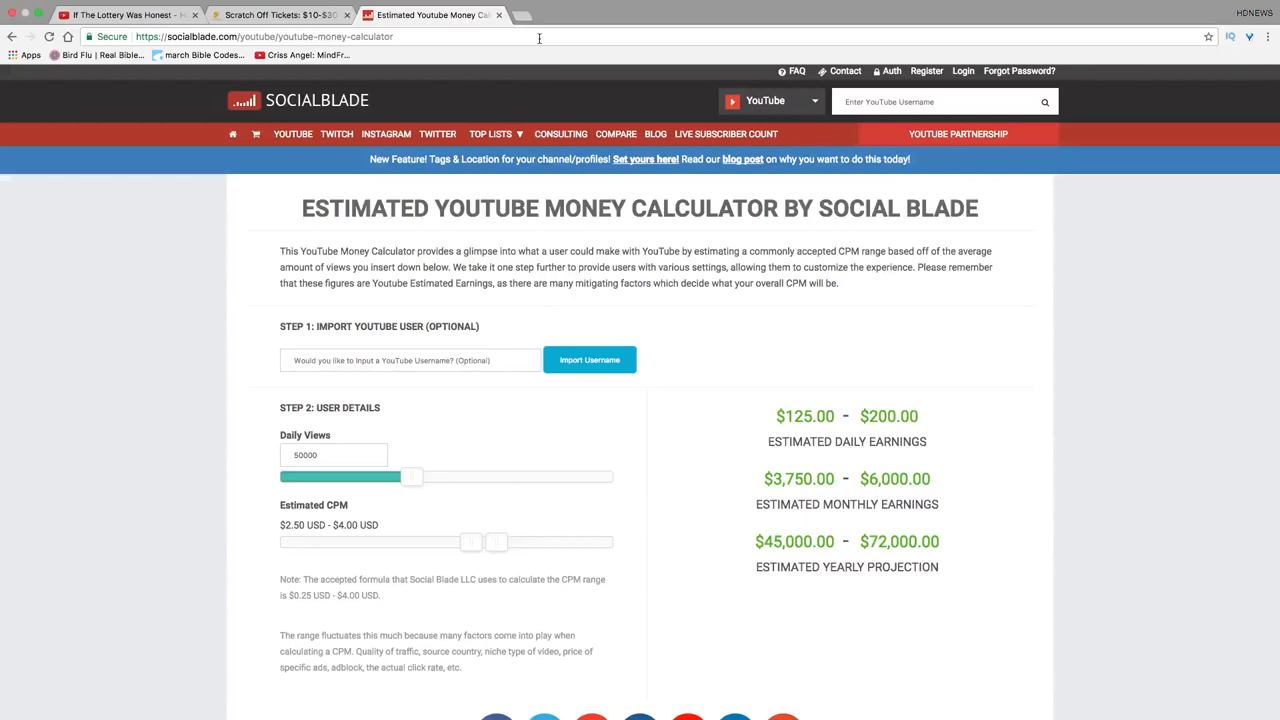 If The Lottery Was Honest -
Scratch Off Tickets: $10-$30
Estimated Youtube Money Cal
HDNEWS
Secure
https://socialblade.com/youtube/youtube-money-calculator
Apps
Bird Flu | Real Bible...
march Bible Codes...
Criss Angel: MindFr...
FAQ
Contact
Auth
Register
Login
Forgot Password?
SOCIALBLADE
YouTube
Enter YouTube Username
YOUTUBE
TWITCH
INSTAGRAM
TWITTER
TOP LISTS ▼
CONSULTING
COMPARE
BLOG
LIVE SUBSCRIBER COUNT
YOUTUBE PARTNERSHIP
New Feature! Tags & Location for your channel/profiles! Set yours here! Read our blog post on why you want to do this today!
ESTIMATED YOUTUBE MONEY CALCULATOR BY SOCIAL BLADE
This YouTube Money Calculator provides a glimpse into what a user could make with YouTube by estimating a commonly accepted CPM range based off of the average
amount of views you insert down below. We take it one step further to provide users with various settings, allowing them to customize the experience. Please remember
that these figures are Youtube Estimated Earnings, as there are many mitigating factors which decide what your overall CPM will be.
STEP 1: IMPORT YOUTUBE USER (OPTIONAL)
Would you like to Input a YouTube Username? (Optional)
Import Username
STEP 2: USER DETAILS
Daily Views
50000
Estimated CPM
$2.50 USD - $4.00 USD
Note: The accepted formula that Social Blade LLC uses to calculate the CPM range
is $0.25 USD - $4.00 USD.
The range fluctuates this much because many factors come into play when
calculating a CPM. Quality of traffic, source country, niche type of video, price of
specific ads, adblock, the actual click rate, etc.
$125.00 - $200.00
ESTIMATED DAILY EARNINGS
$3,750.00 - $6,000.00
ESTIMATED MONTHLY EARNINGS
$45,000.00 - $72,000.00
ESTIMATED YEARLY PROJECTION